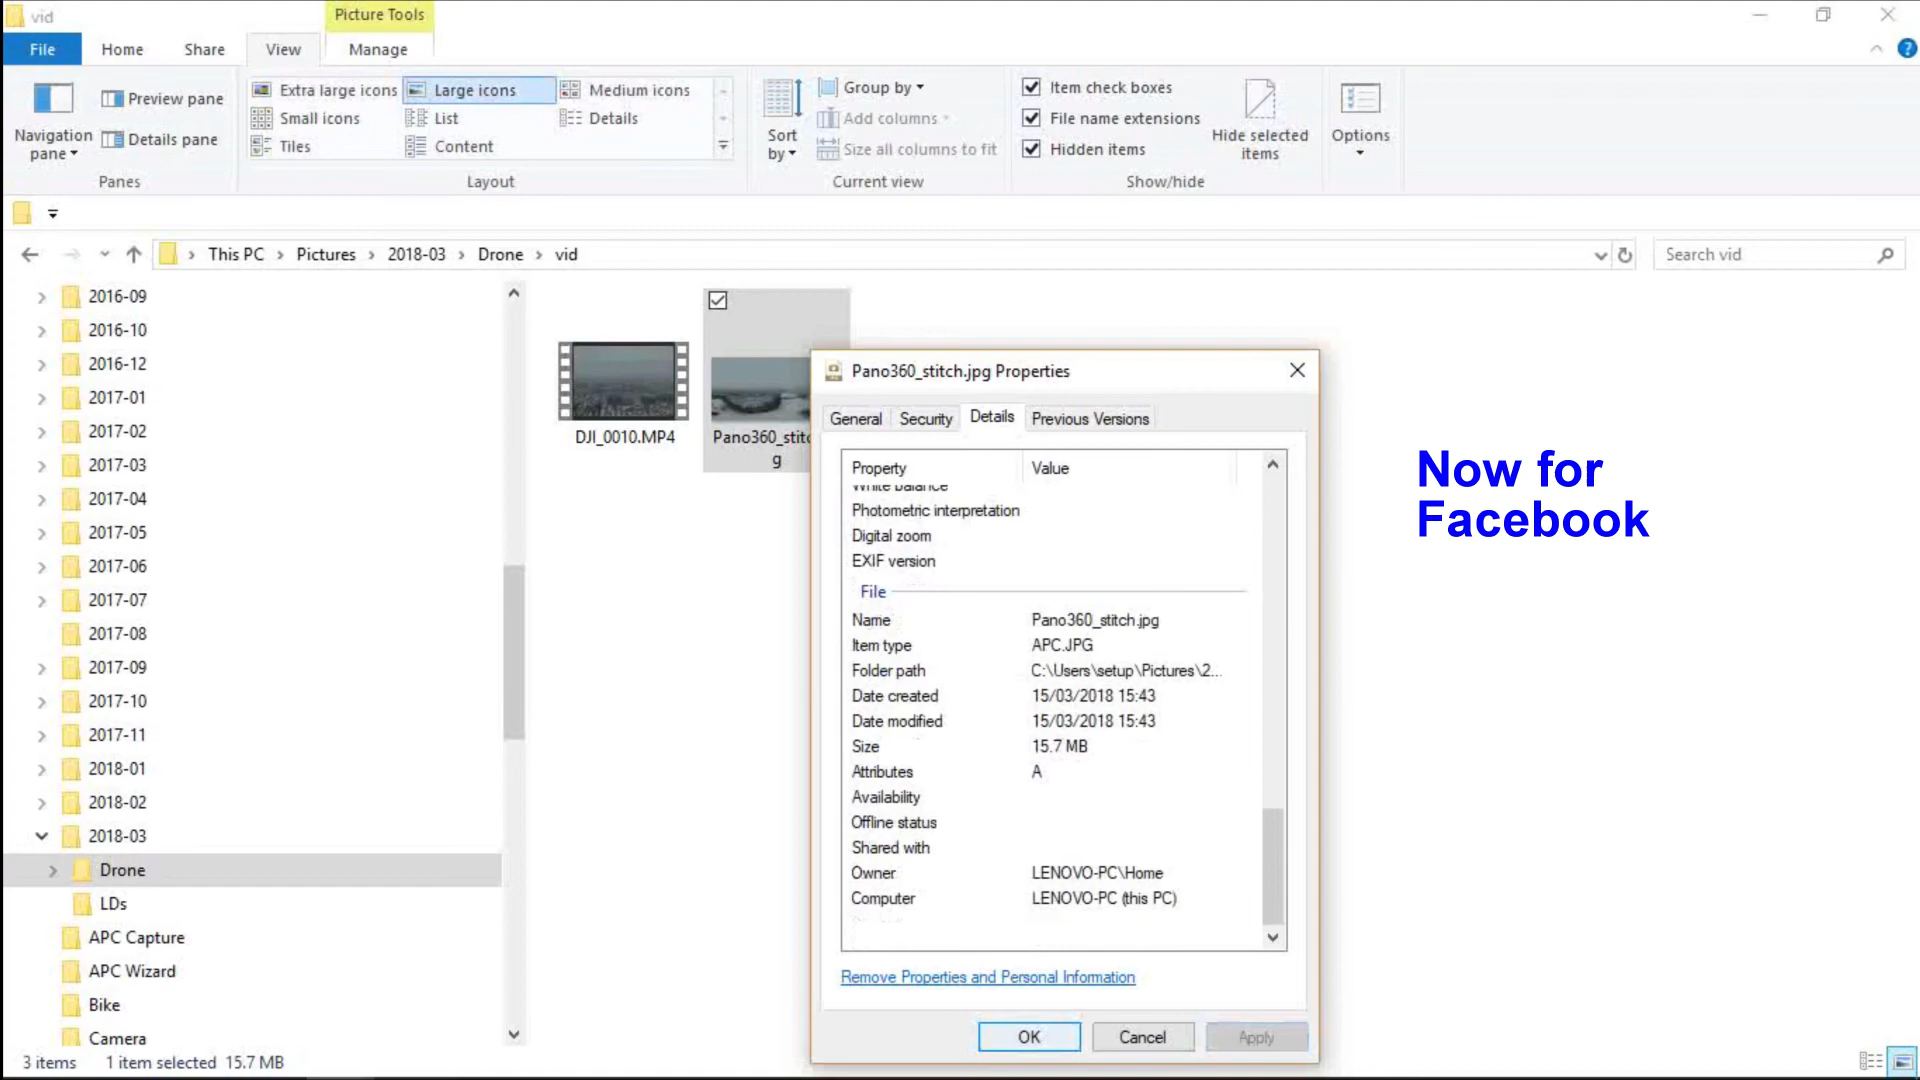 vid
Picture Tools
File
Home
Share
View
Manage
Navigation
pane
Preview pane
Details pane
Panes
Extra large icons
Large icons
Medium icons
Small icons
List
Details
Tiles
Content
Layout
Sort
by
Group by
Add columns
Size all columns to fit
Current view
Item check boxes
File name extensions
Hidden items
Hide selected
items
Show/hide
Options
This PC > Pictures > 2018-03 > Drone > vid
Search vid
2016-09
2016-10
2016-12
2017-01
2017-02
2017-03
2017-04
2017-05
2017-06
2017-07
2017-08
2017-09
2017-10
2017-11
2018-01
2018-02
2018-03
Drone
LDs
APC Capture
APC Wizard
Bike
Camera
DJI_0010.MP4
Pano360_stitc
g
Pano360_stitch.jpg Properties
General
Security
Details
Previous Versions
Property
Value
White balance
Photometric interpretation
Digital zoom
EXIF version
File
Name Pano360_stitch.jpg
Item type APC.JPG
Folder path C:\Users\setup\Pictures\2...
Date created 15/03/2018 15:43
Date modified 15/03/2018 15:43
Size 15.7 MB
Attributes A
Availability
Offline status
Shared with
Owner LENOVO-PC\Home
Computer LENOVO-PC (this PC)
Remove Properties and Personal Information
OK
Cancel
Apply
Now for
Facebook
3 items
1 item selected 15.7 MB